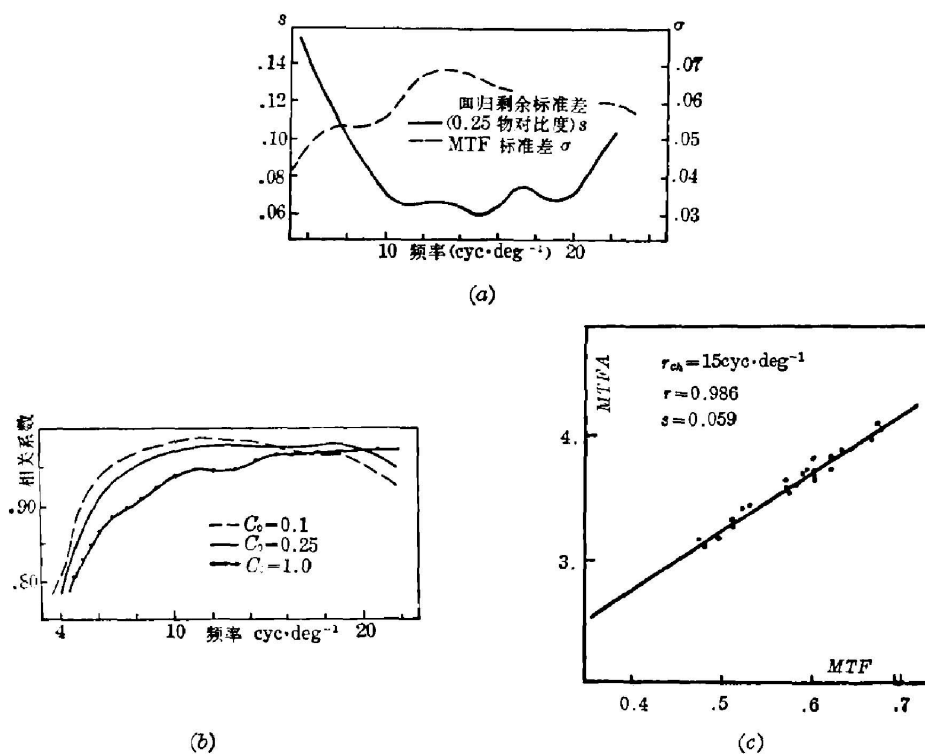 s
σ
.14
.12
.10
.08
.06
.07
.06
.05
.04
.03
回归剩余标准差
(0.25 物对比度) s
MTF 标准差 σ
10
20
频率(cyc·deg⁻¹)
(a)
相关系数
.90
.80
C₀=0.1
C₀=0.25
=1.0
4
10
20
频率 cyc·deg⁻¹
(b)
MTFA
r_ch=15cyc·deg⁻¹
r=0.986
s=0.059
4.
3.
MTF
0.4
.5
.6
.7
(c)